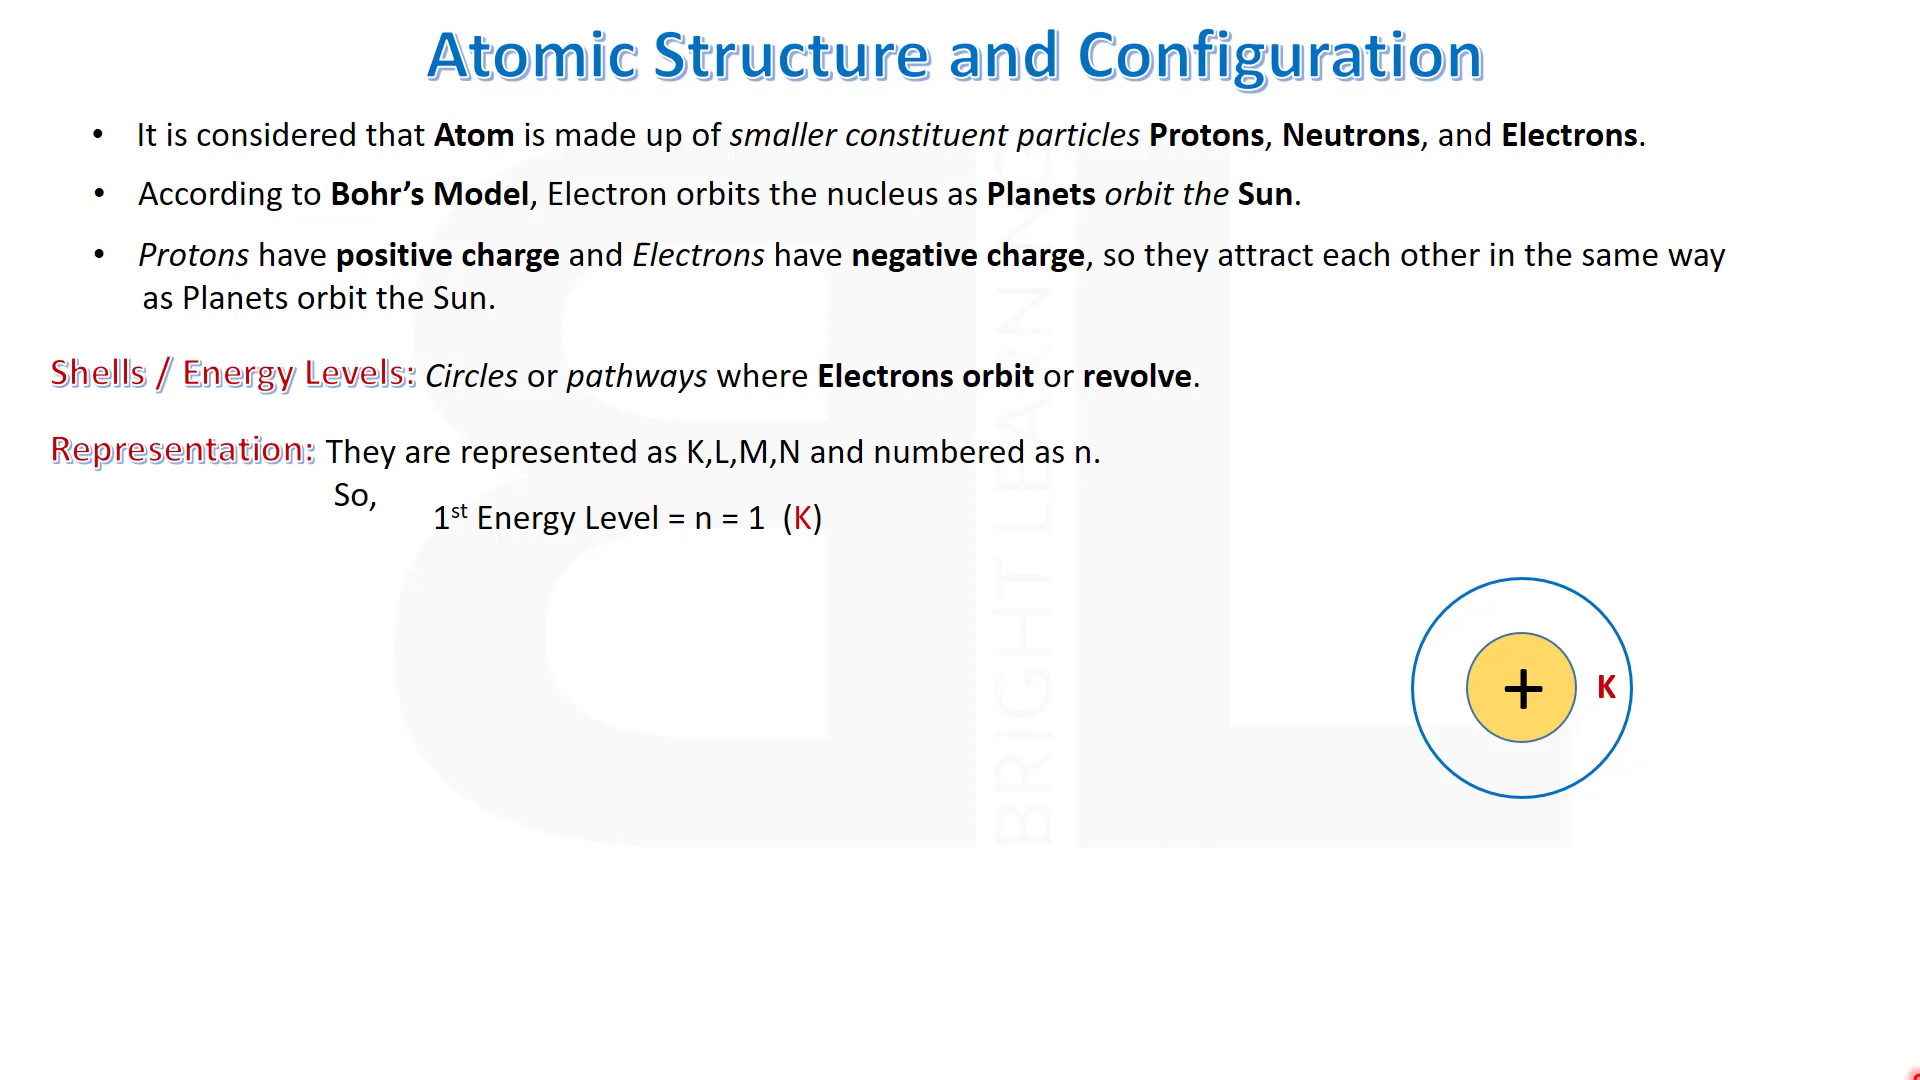 Atomic Structure and Configuration
• It is considered that Atom is made up of smaller constituent particles Protons, Neutrons, and Electrons.
• According to Bohr’s Model, Electron orbits the nucleus as Planets orbit the Sun.
• Protons have positive charge and Electrons have negative charge, so they attract each other in the same way
as Planets orbit the Sun.
Shells / Energy Levels: Circles or pathways where Electrons orbit or revolve.
Representation: They are represented as K,L,M,N and numbered as n.
So,
1st Energy Level = n = 1 (K)
+
K
BRIGHT LEARNING